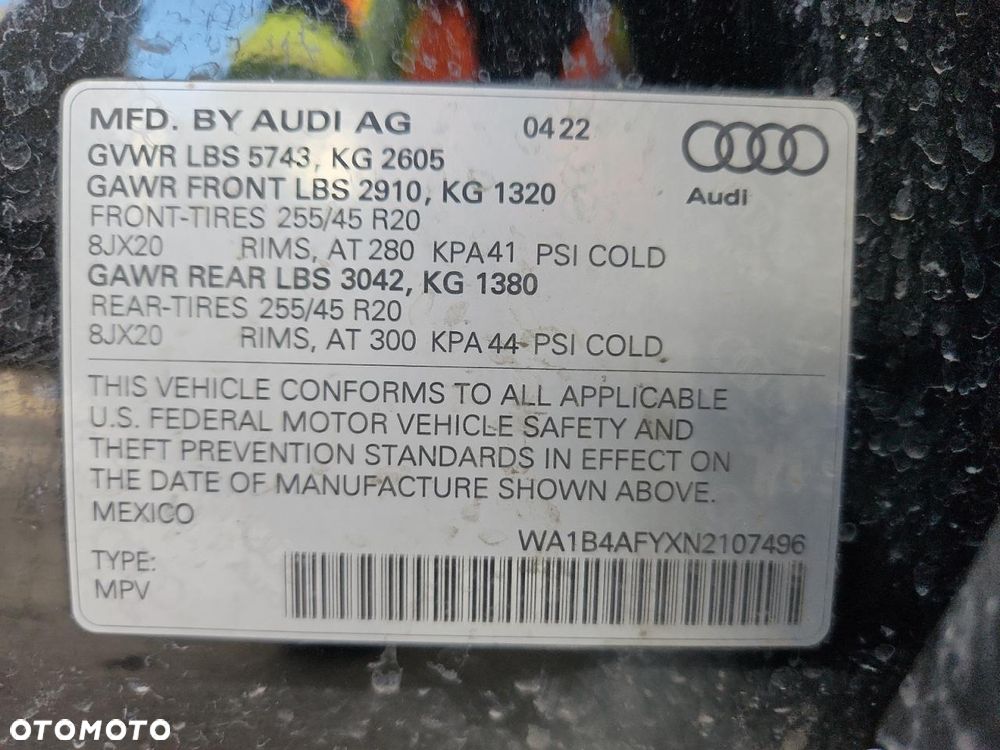 MFD. BY AUDI AG 0422
GVWR LBS 5743, KG 2605
GAWR FRONT LBS 2910, KG 1320
Audi
FRONT-TIRES 255/45 R20
8JX20 RIMS, AT 280 KPA 41 PSI COLD
GAWR REAR LBS 3042, KG 1380
REAR-TIRES 255/45 R20
8JX20 RIMS, AT 300 KPA 44 PSI COLD
THIS VEHICLE CONFORMS TO ALL APPLICABLE
U.S. FEDERAL MOTOR VEHICLE SAFETY AND
THEFT PREVENTION STANDARDS IN EFFECT ON
THE DATE OF MANUFACTURE SHOWN ABOVE.
MEXICO
WA1B4AFYXN2107496
TYPE:
MPV
OTOMOTO